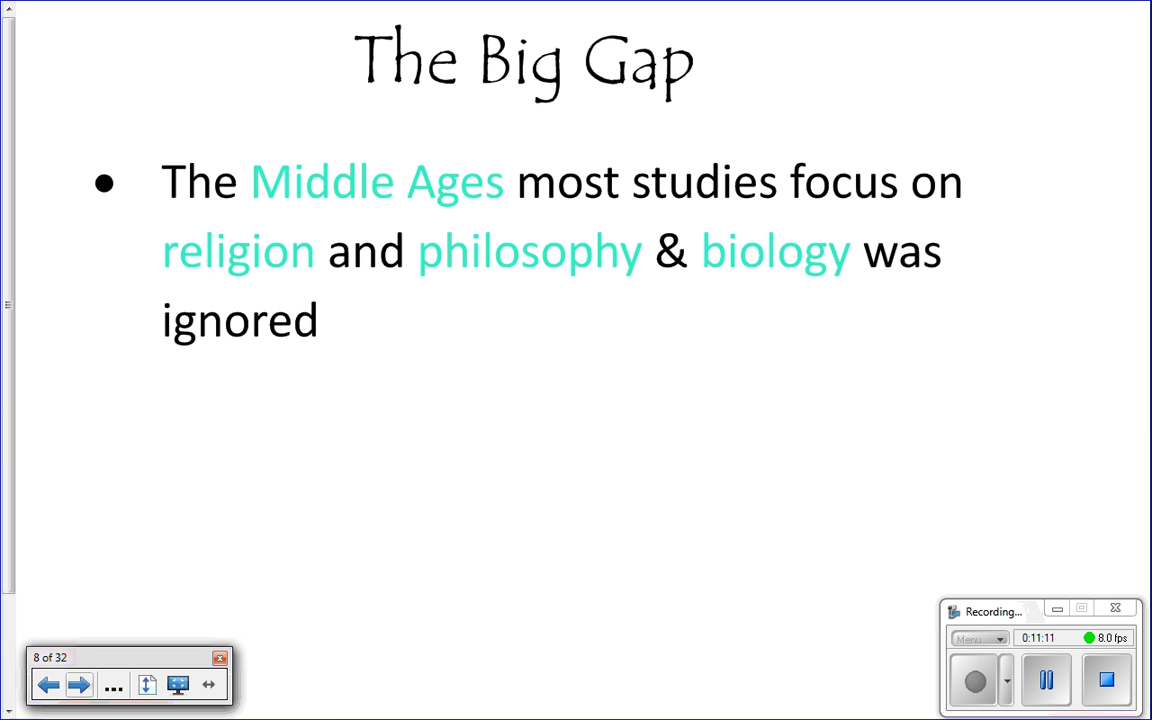 The Big Gap
• The Middle Ages most studies focus on
religion and philosophy & biology was
ignored
Recording...
Menu
0:11:11
8.0 fps
8 of 32
...